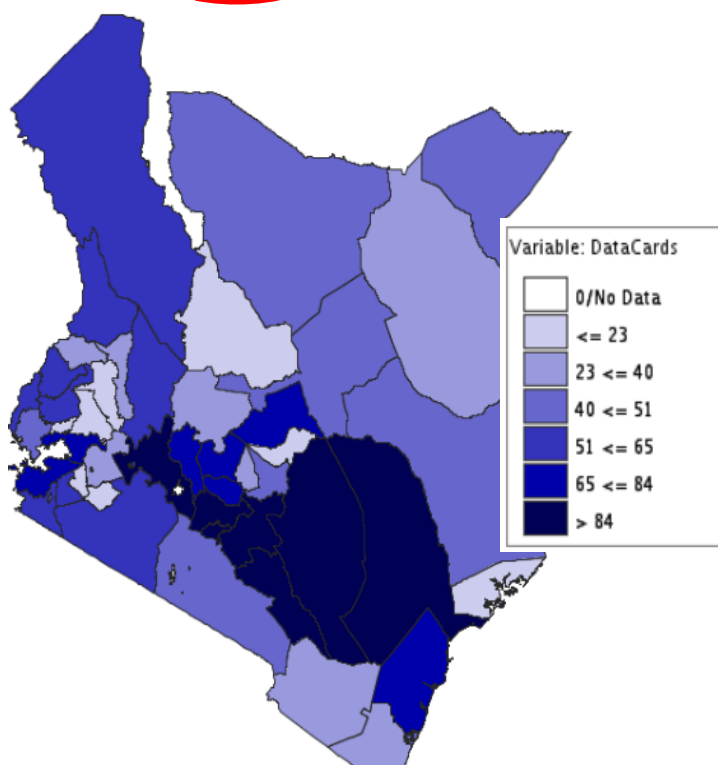 Variable: DataCards
0/No Data
<= 23
23 <= 40
40 <= 51
51 <= 65
65 <= 84
> 84